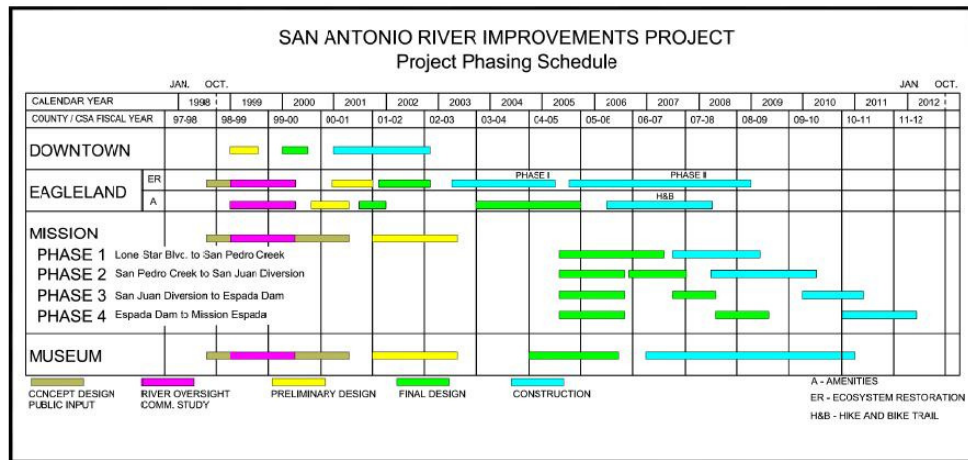 SAN ANTONIO RIVER IMPROVEMENTS PROJECT
Project Phasing Schedule
JAN. OCT. JAN OCT.
CALENDAR YEAR 1998 1999 2000 2001 2002 2003 2004 2005 2006 2007 2008 2009 2010 2011 2012
COUNTY / CSA FISCAL YEAR 97-98 98-99 99-00 00-01 01-02 02-03 03-04 04-05 05-06 06-07 07-08 08-09 09-10 10-11 11-12
DOWNTOWN
EAGLELAND ER PHASE I PHASE II
A H&B
MISSION
PHASE 1 Lone Star Blvc. to San Pedro Creek
PHASE 2 San Pedro Creek to San Juan Diversion
PHASE 3 San Juan Diversion to Espada Dam
PHASE 4 Espada Dam to Mission Espada
MUSEUM
CONCEPT DESIGN
PUBLIC INPUT
RIVER OVERSIGHT
COMM. STUDY
PRELIMINARY DESIGN
FINAL DESIGN
CONSTRUCTION
A - AMENITIES
ER - ECOSYSTEM RESTORATION
H&B - HIKE AND BIKE TRAIL